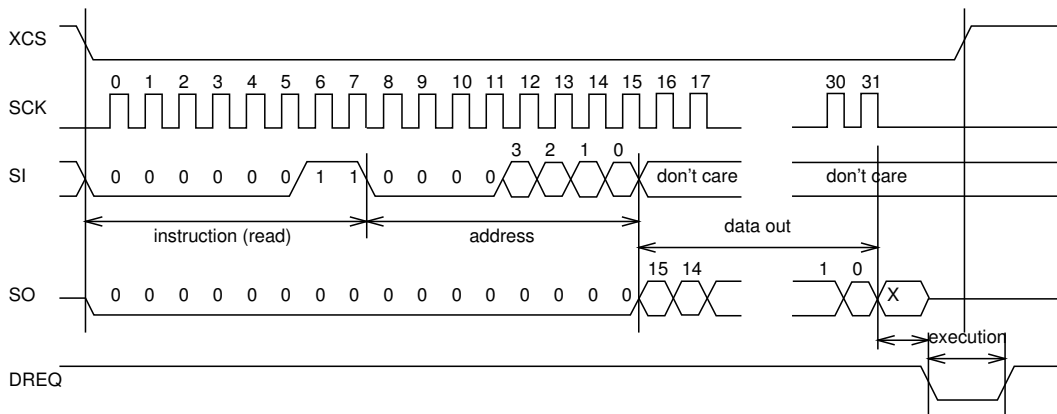 XCS
0 1 2 3 4 5 6 7 8 9 10 11 12 13 14 15 16 17 30 31
SCK
3 2 1 0
SI 0 0 0 0 0 0 1 1 0 0 0 0 don't care don't care
instruction (read) address data out
15 14 1 0
SO 0 0 0 0 0 0 0 0 0 0 0 0 0 0 0 0 X
execution
DREQ